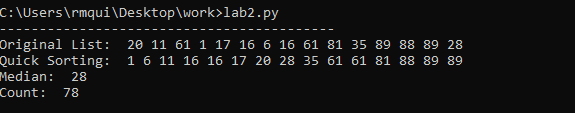 C:\Users\rmqui\Desktop\work>lab2.py
-----------------------------------------
Original List:  20 11 61 1 17 16 6 16 61 81 35 89 88 89 28
Quick Sorting:  1 6 11 16 16 17 20 28 35 61 61 81 88 89 89
Median:  28
Count:  78